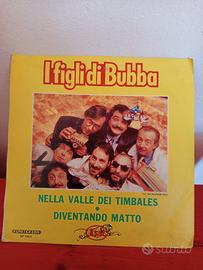 I figli di Bubba
NELLA VALLE DEI TIMBALES
DIVENTANDO MATTO
subito